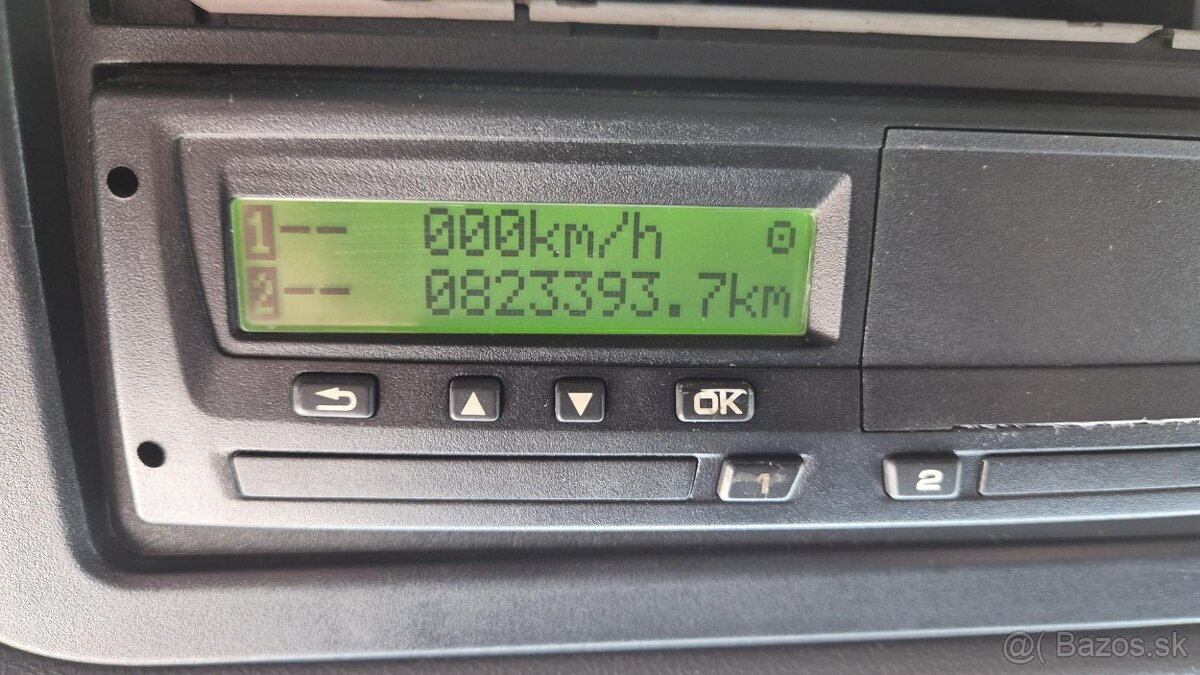 1-- 000km/h
2-- 0823393.7km
OK
1
2
@( Bazos.sk